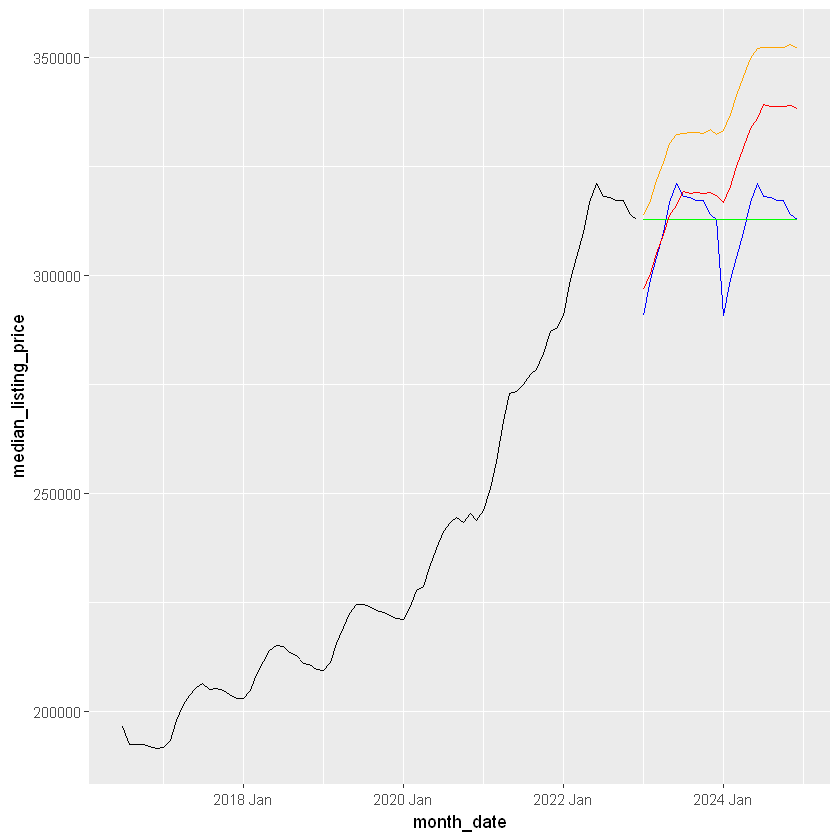 350000
300000
250000
200000
median_listing_price
2018 Jan
2020 Jan
2022 Jan
2024 Jan
month_date